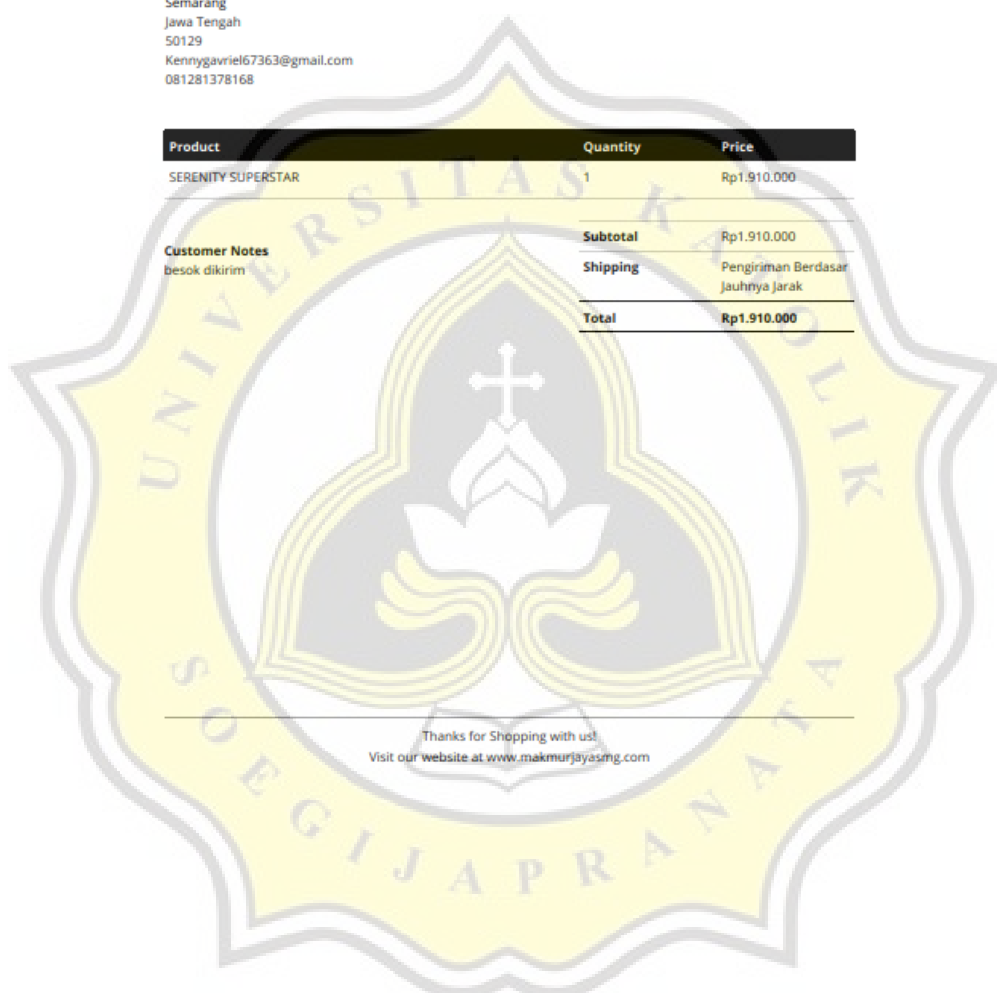 Semarang
Jawa Tengah
50129
Kennygavriel67363@gmail.com
081281378168
Product Quantity Price
SERENITY SUPERSTAR 1 Rp1.910.000
Subtotal Rp1.910.000
Customer Notes
besok dikirim
Shipping Pengiriman Berdasar
Jauhnya Jarak
Total Rp1.910.000
Thanks for Shopping with us!
Visit our website at www.makmurjayasmg.com
UNIVERSITAS KATOLIK
SOEGIJAPRANATA